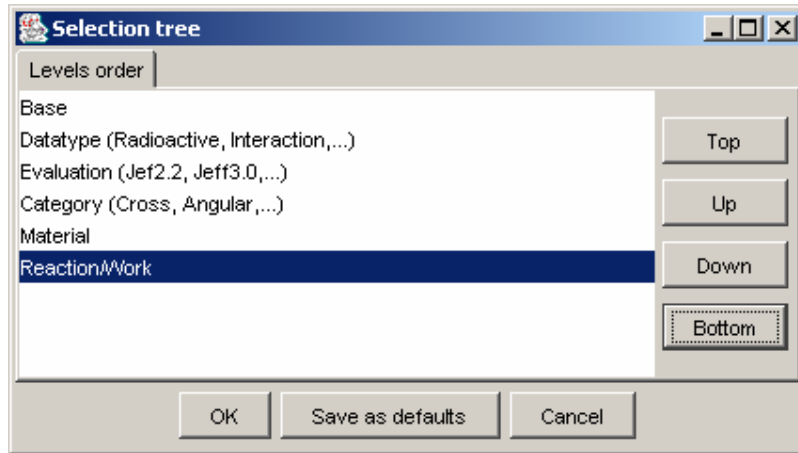 Selection tree
Levels order
Base
Datatype (Radioactive, Interaction,...)
Evaluation (Jef2.2, Jeff3.0,...)
Category (Cross, Angular,...)
Material
Reaction/Work
Top
Up
Down
Bottom
OK
Save as defaults
Cancel